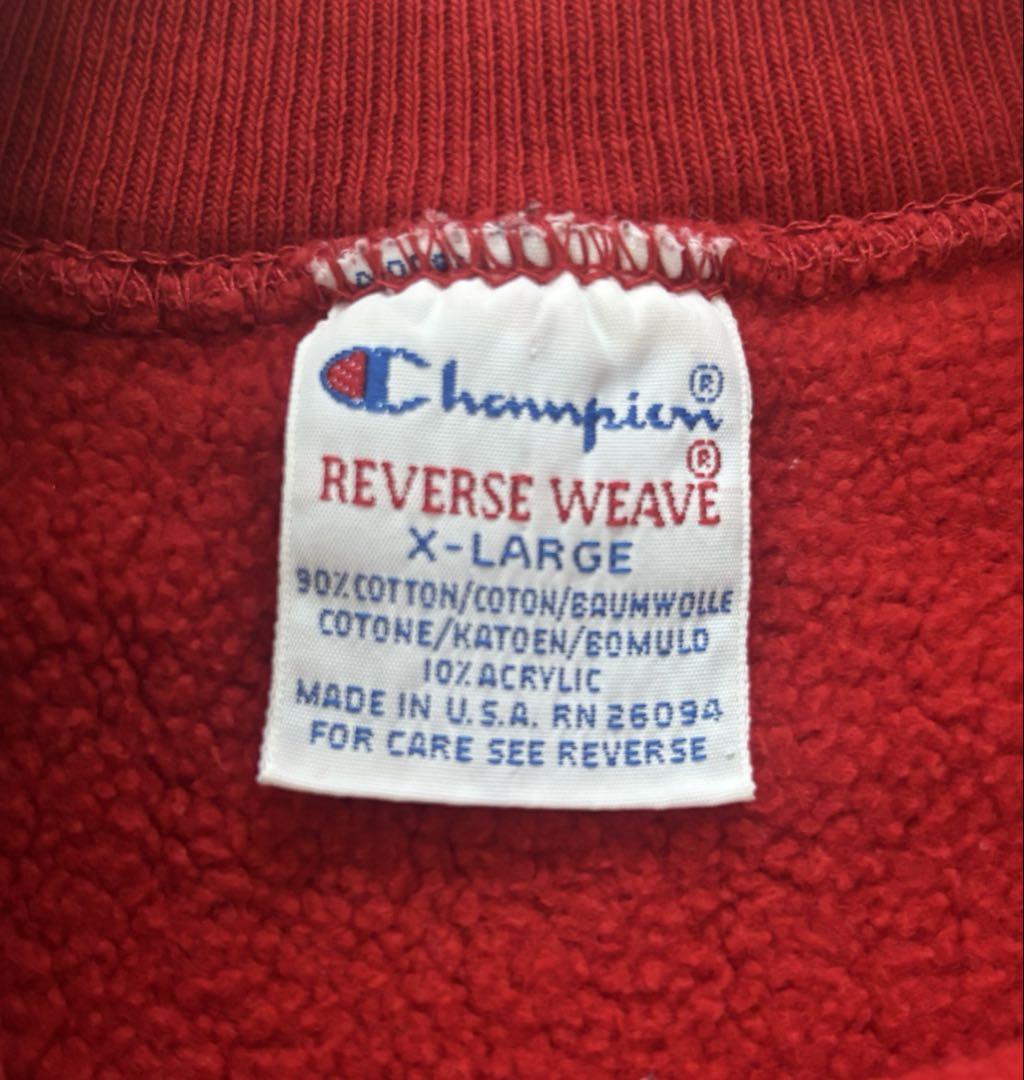 Champion®
REVERSE WEAVE®
X-LARGE
90% COTTON/COTON/BAUMWOLLE
COTONE/KATOEN/BOMULD
10% ACRYLIC
MADE IN U.S.A. RN 26094
FOR CARE SEE REVERSE